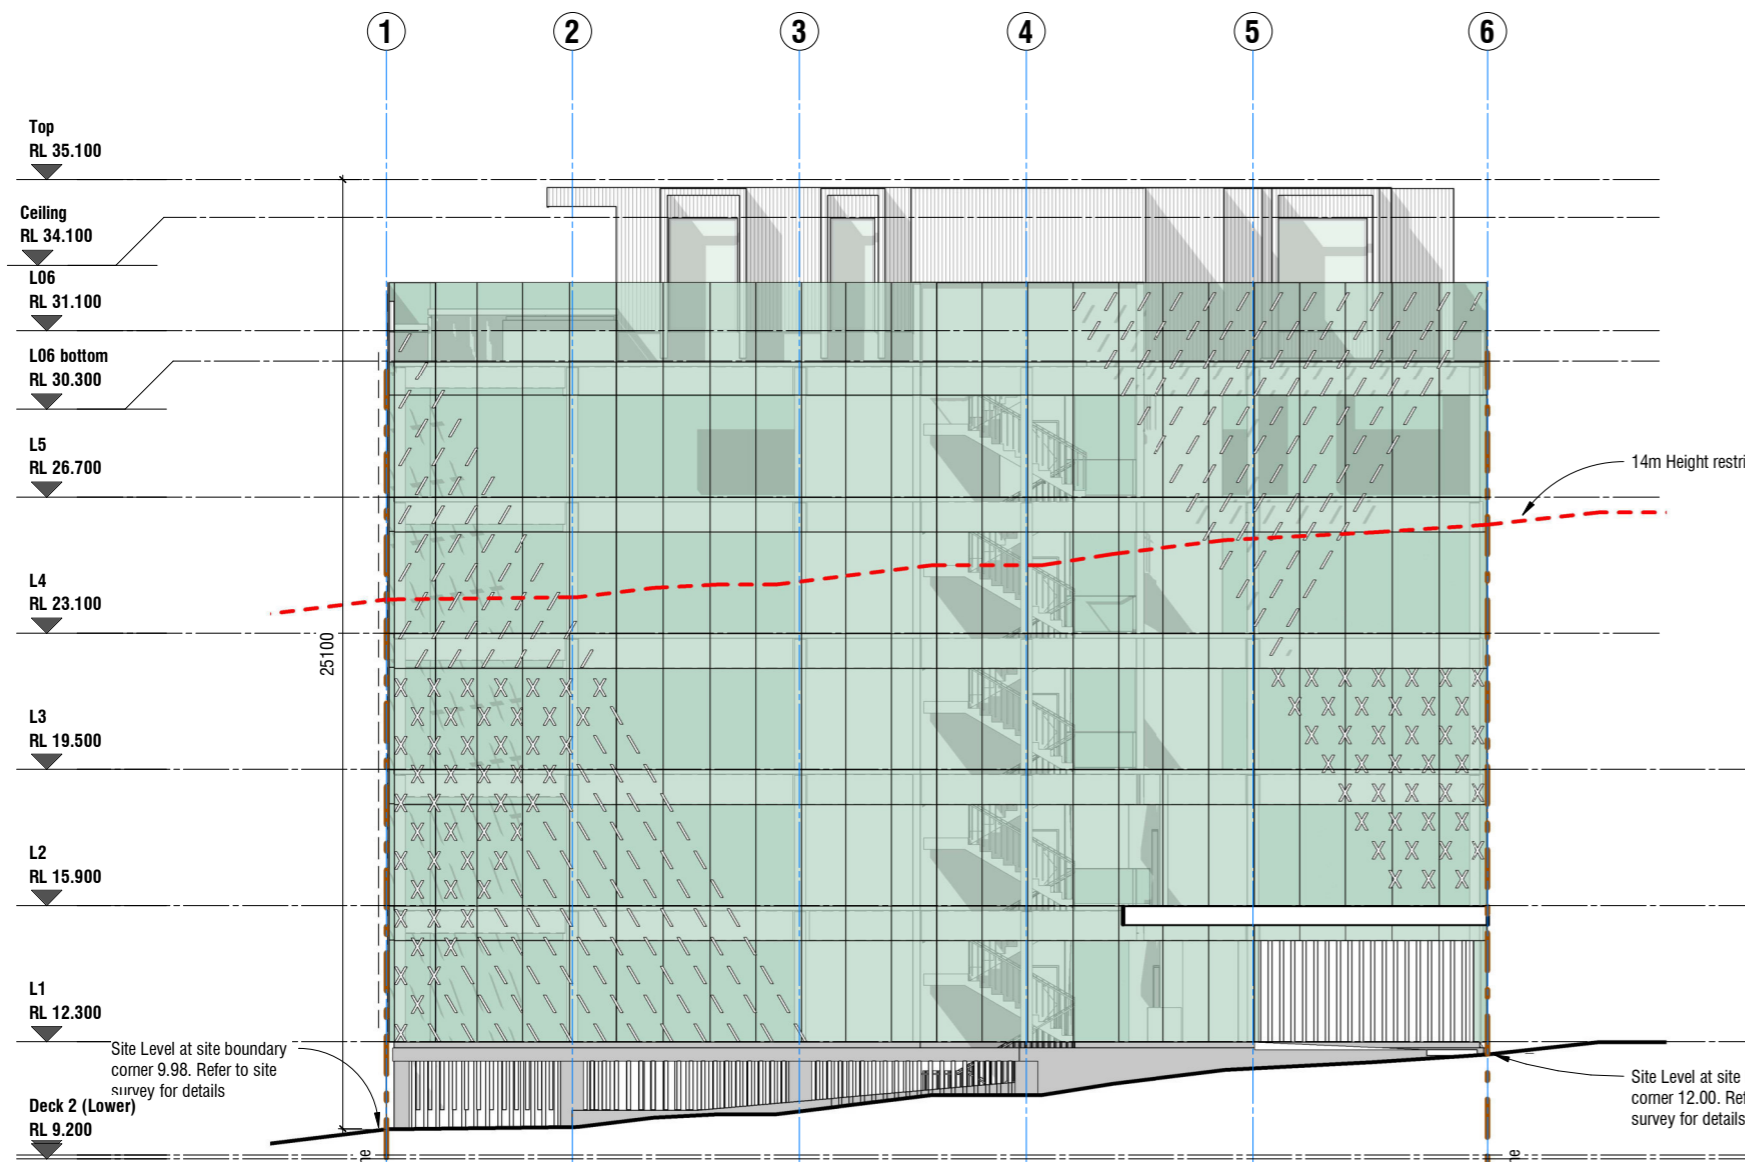 1 2 3 4 5 6
Top
RL 35.100
Ceiling
RL 34.100
L06
RL 31.100
L06 bottom
RL 30.300
L5
RL 26.700
14m Height restri
L4
RL 23.100
25100
L3
RL 19.500
L2
RL 15.900
L1
RL 12.300
Site Level at site boundary
corner 9.98. Refer to site
survey for details
Deck 2 (Lower)
RL 9.200
Site Level at site
corner 12.00. Ref
survey for details